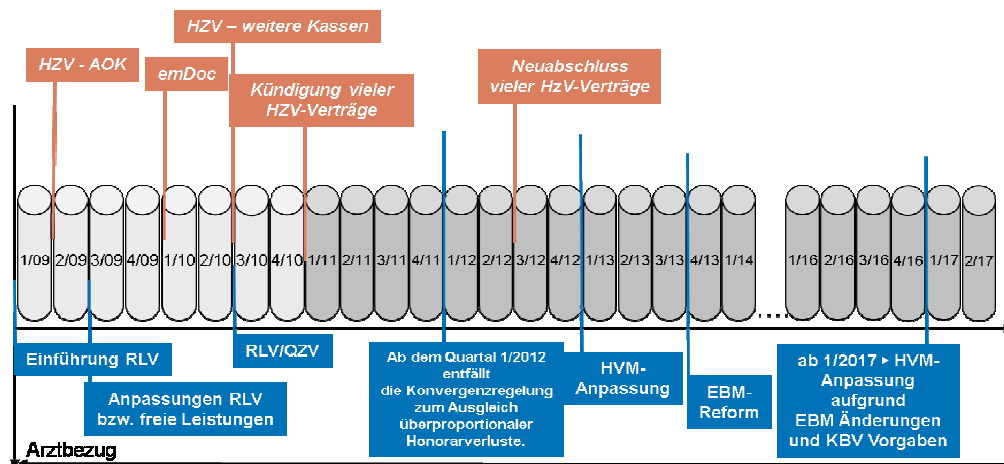 HZV – weitere Kassen
HZV - AOK
emDoc
Kündigung vieler
HZV-Verträge
Neuabschluss
vieler HzV-Verträge
1/09 2/09 3/09 4/09 1/10 2/10 3/10 4/10 1/11 2/11 3/11 4/11 1/12 2/12 3/12 4/12 1/13 2/13 3/13 4/13 1/14 1/16 2/16 3/16 4/16 1/17 2/17
Einführung RLV
Anpassungen RLV
bzw. freie Leistungen
RLV/QZV
Ab dem Quartal 1/2012
entfällt
die Konvergenzregelung
zum Ausgleich
überproportionaler
Honorarverluste.
HVM-
Anpassung
EBM-
Reform
ab 1/2017 ▸ HVM-
Anpassung
aufgrund
EBM Änderungen
und KBV Vorgaben
Arztbezug